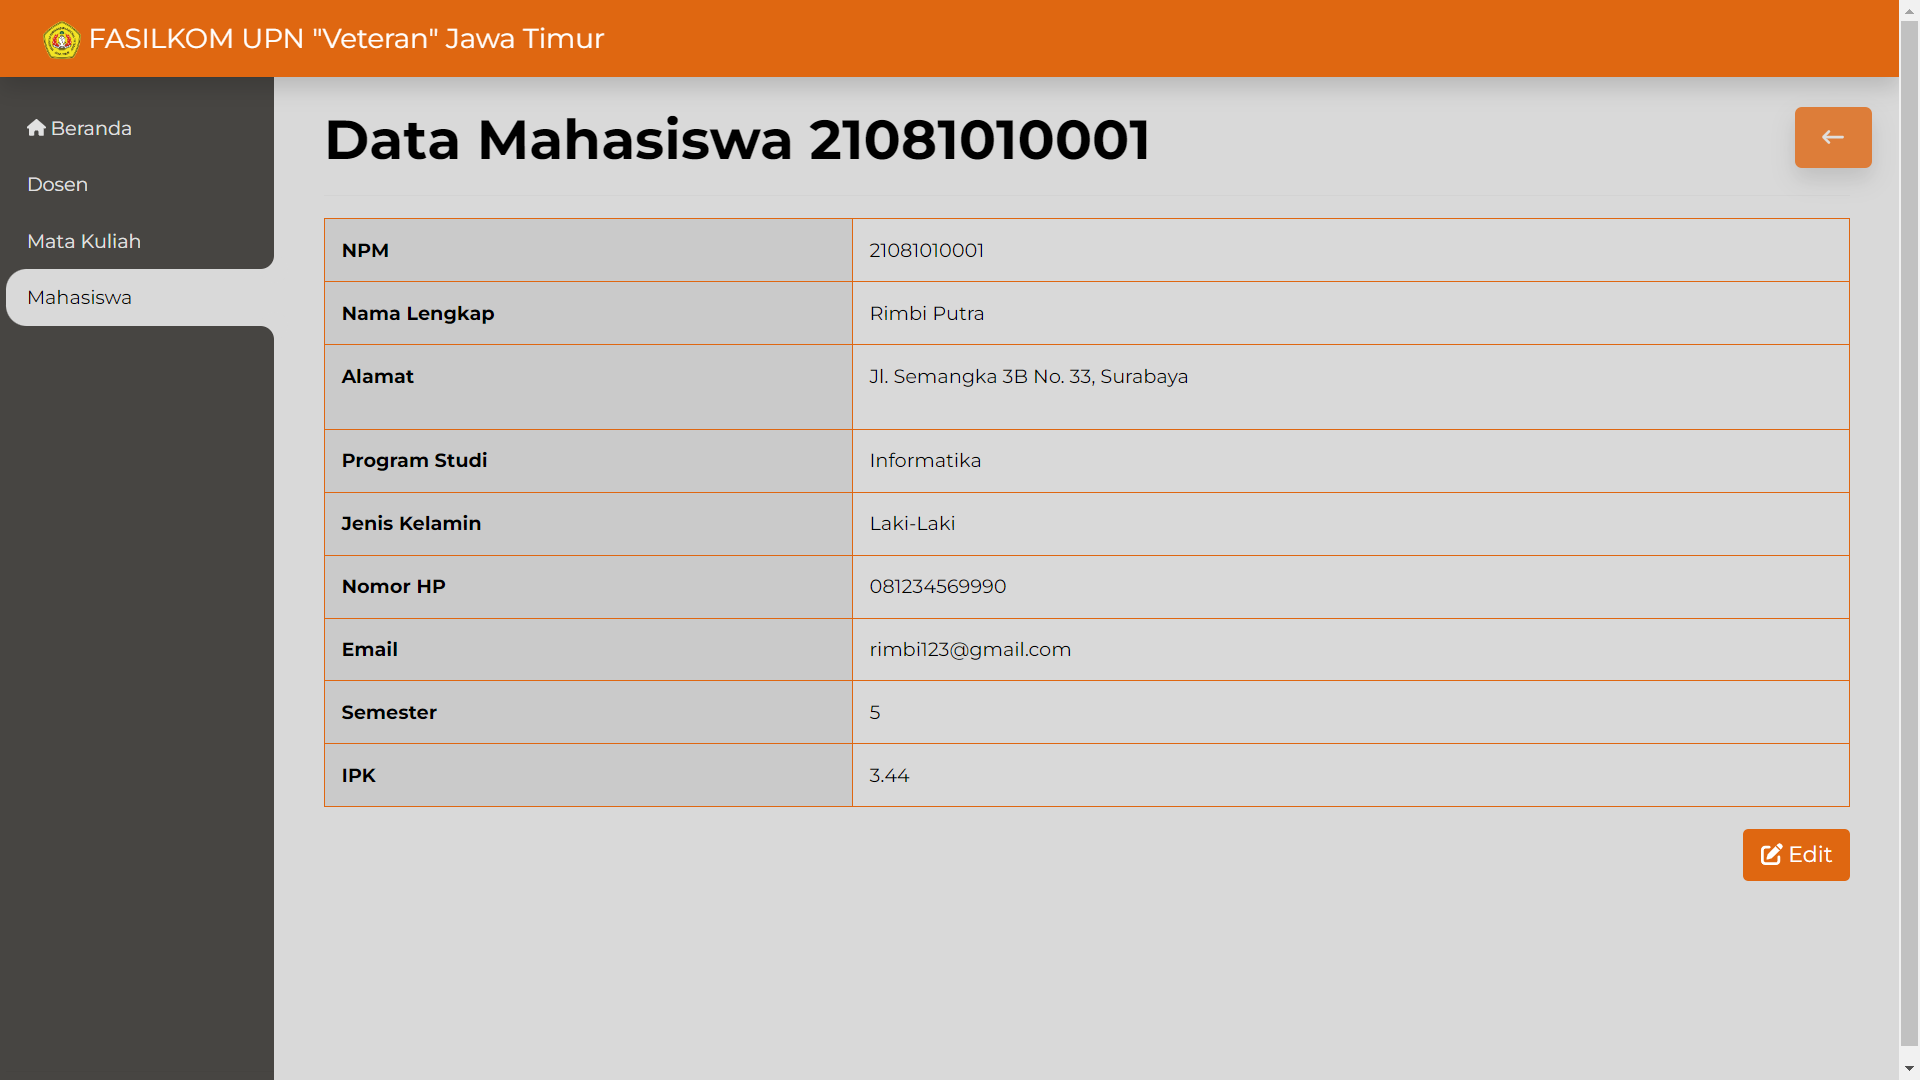 FASILKOM UPN "Veteran" Jawa Timur
Beranda
Dosen
Mata Kuliah
Mahasiswa
Data Mahasiswa 21081010001
NPM 21081010001
Nama Lengkap Rimbi Putra
Alamat Jl. Semangka 3B No. 33, Surabaya
Program Studi Informatika
Jenis Kelamin Laki-Laki
Nomor HP 081234569990
Email rimbi123@gmail.com
Semester 5
IPK 3.44
Edit